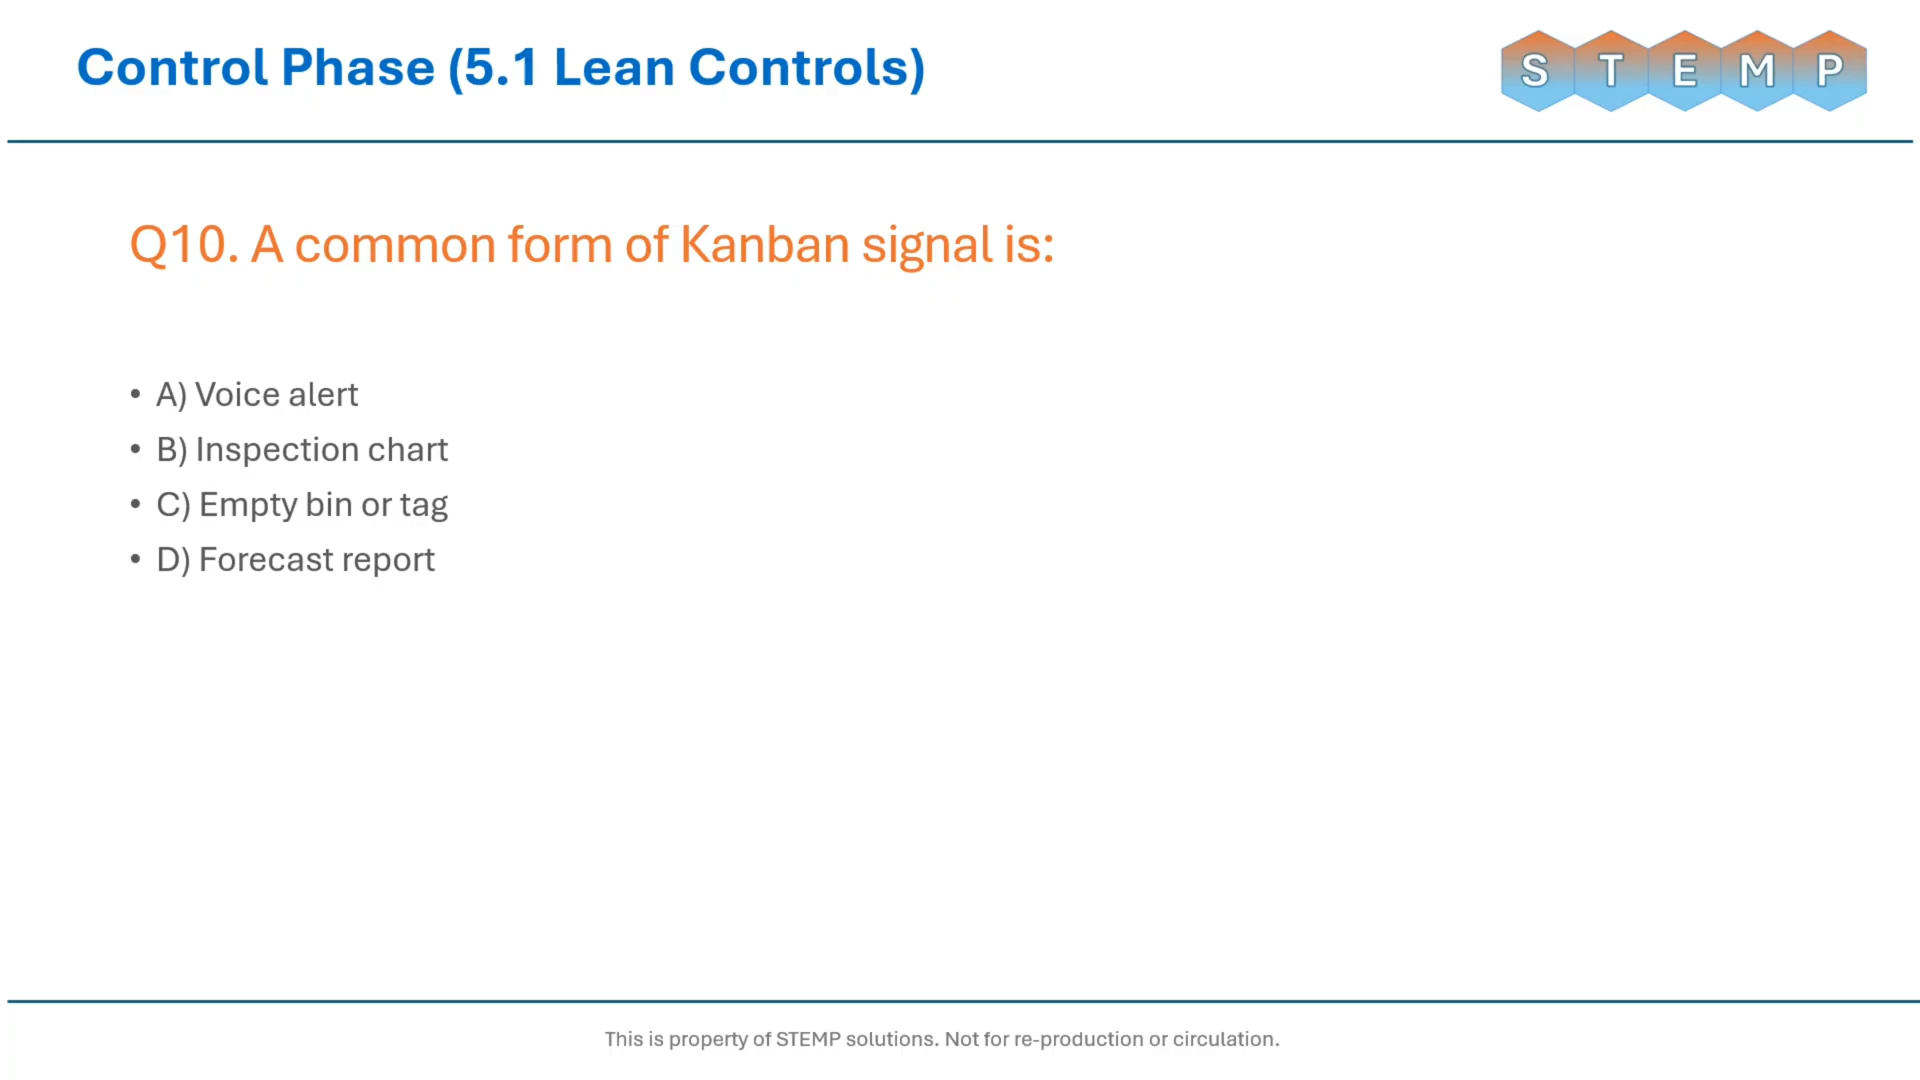 Control Phase (5.1 Lean Controls)
S T E M P
Q10. A common form of Kanban signal is:
• A) Voice alert
• B) Inspection chart
• C) Empty bin or tag
• D) Forecast report
This is property of STEMP solutions. Not for re-production or circulation.